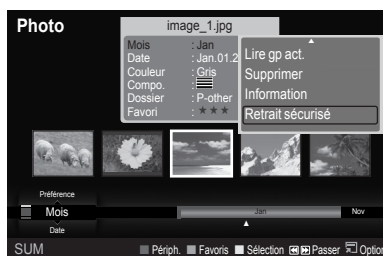 Photo
image_1.jpg
Mois : Jan
Date : Jan.01.2
Couleur : Gris
Compo. :
Dossier : P-other
Favori : ★★★
Lire gp act.
Supprimer
Information
Retrait sécurisé
Préférence
Mois
Date
Jan
Nov
SUM
Périph. Favoris Sélection Passer Option